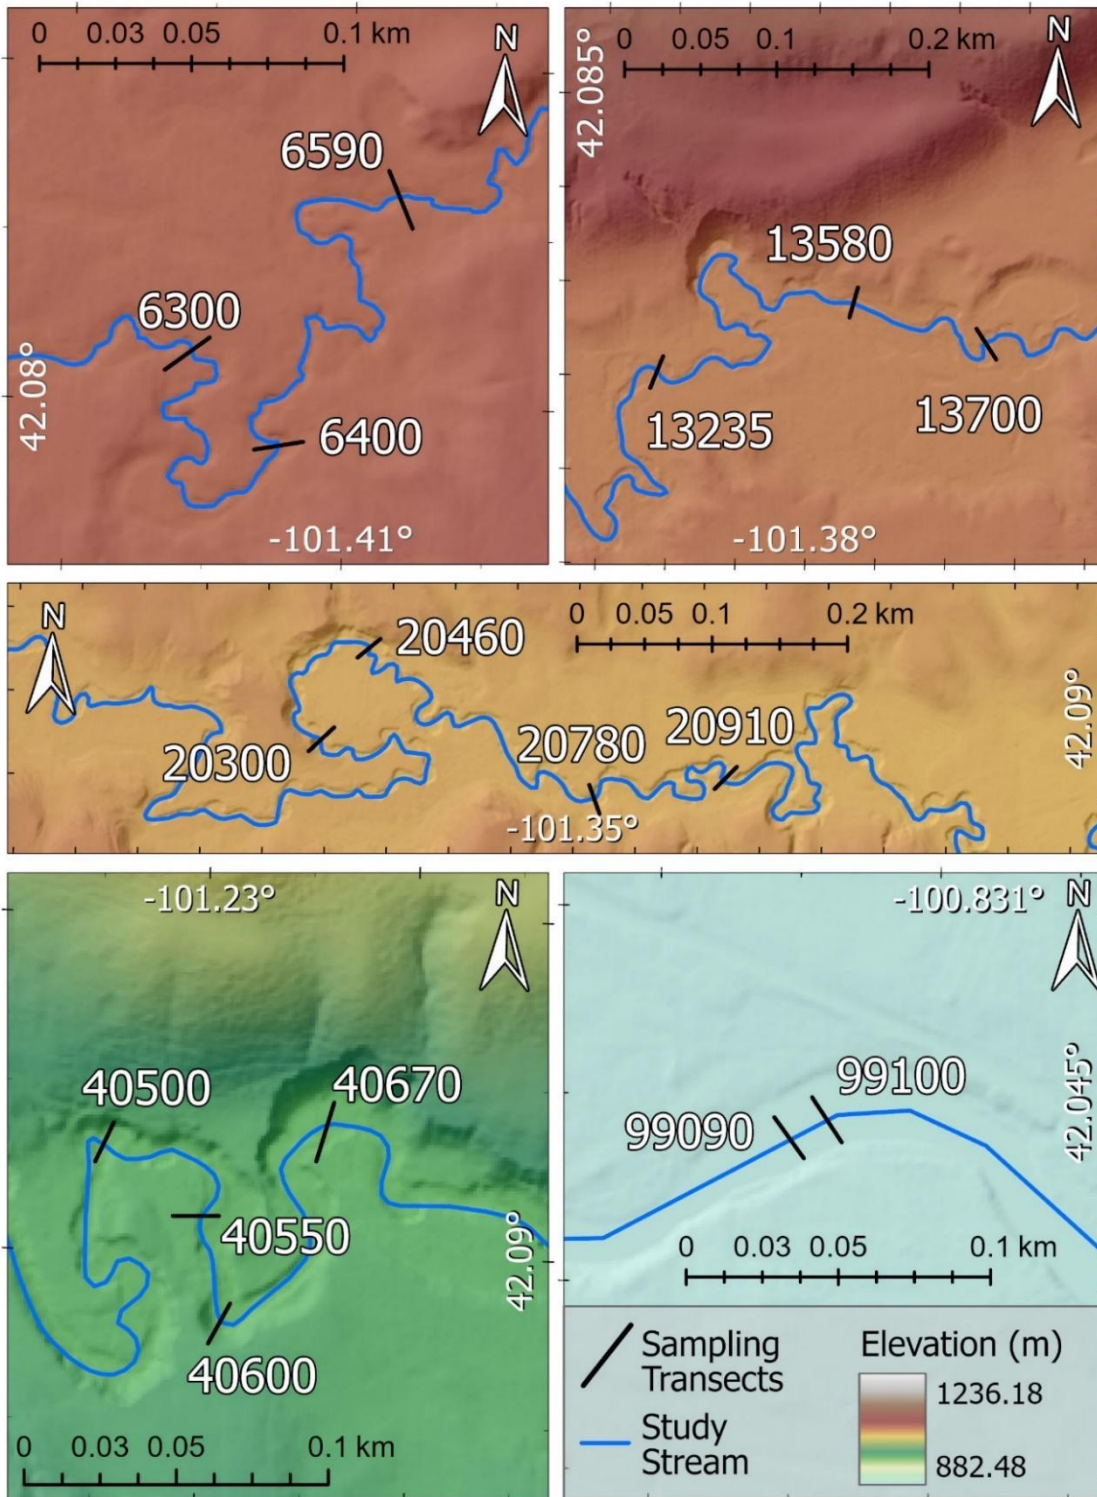 0 0.03 0.05 0.1 km
N
6590
6300
42.08°
6400
-101.41°
0 0.05 0.1 0.2 km
N
42.085°
13580
13235
13700
-101.38°
N
0 0.05 0.1 0.2 km
20460
20300
20780
20910
42.09°
-101.35°
-101.23°
N
40500
40670
40550
42.09°
40600
0 0.03 0.05 0.1 km
-100.831°
N
99100
99090
42.045°
0 0.03 0.05 0.1 km
Sampling
Transects
Study
Stream
Elevation (m)
1236.18
882.48